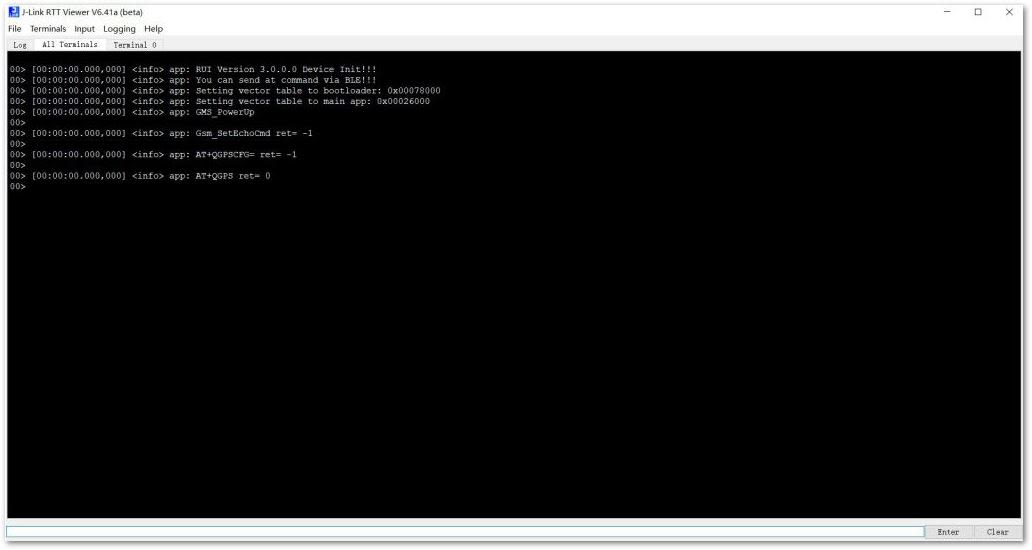 J-Link RTT Viewer V6.41a (beta)
File Terminals Input Logging Help
Log All Terminals Terminal 0
00> [00:00:00.000,000] <info> app: RUI Version 3.0.0.0 Device Init!!!
00> [00:00:00.000,000] <info> app: You can send at command via BLE!!!
00> [00:00:00.000,000] <info> app: Setting vector table to bootloader: 0x00078000
00> [00:00:00.000,000] <info> app: Setting vector table to main app: 0x00026000
00> [00:00:00.000,000] <info> app: GMS_PowerUp
00>
00> [00:00:00.000,000] <info> app: Gsm_SetEchoCmd ret= -1
00>
00> [00:00:00.000,000] <info> app: AT+QGPSCFG= ret= -1
00>
00> [00:00:00.000,000] <info> app: AT+QGPS ret= 0
00>
Enter Clear